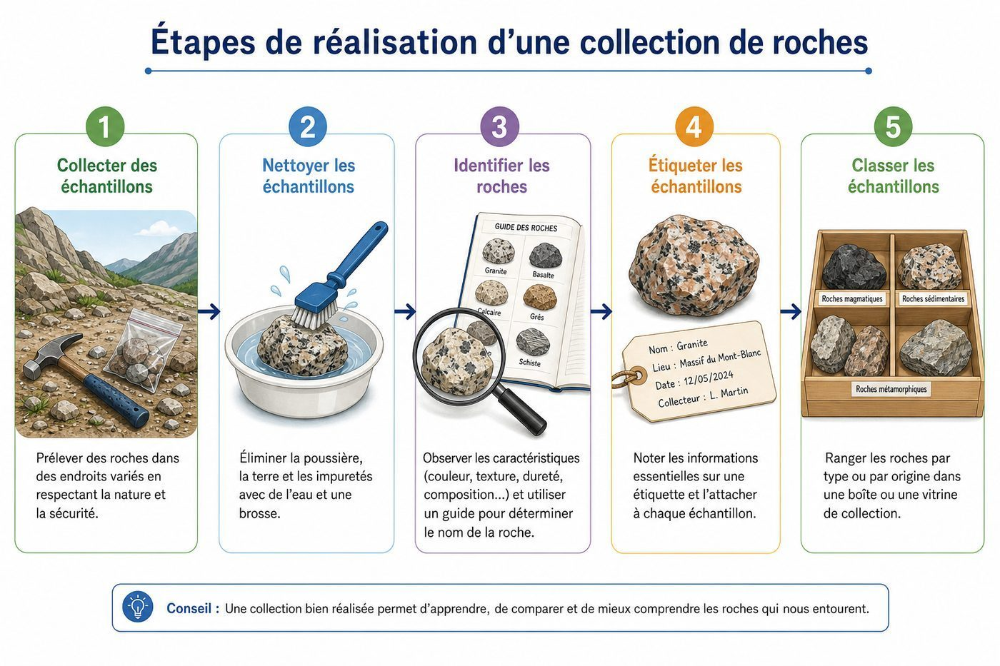 Étapes de réalisation d'une collection de roches
1
Collecter des
échantillons
Prélever des roches dans
des endroits variés en
respectant la nature et
la sécurité.
2
Nettoyer les
échantillons
Éliminer la poussière,
la terre et les impuretés
avec de l'eau et une
brosse.
3
Identifier les
roches
GUIDE DES ROCHES
Granite
Basalte
Calcaire
Grès
Schiste
Observer les caractéristiques
(couleur, texture, dureté,
composition...) et utiliser
un guide pour déterminer
le nom de la roche.
4
Étiqueter les
échantillons
Nom : Granite
Lieu : Massif du Mont-Blanc
Date : 12/05/2024
Collecteur : L. Martin
Noter les informations
essentielles sur une
étiquette et l'attacher
à chaque échantillon.
5
Classer les
échantillons
Roches magmatiques
Roches sédimentaires
Roches métamorphiques
Ranger les roches par
type ou par origine dans
une boîte ou une vitrine
de collection.
Conseil : Une collection bien réalisée permet d'apprendre, de comparer et de mieux comprendre les roches qui nous entourent.